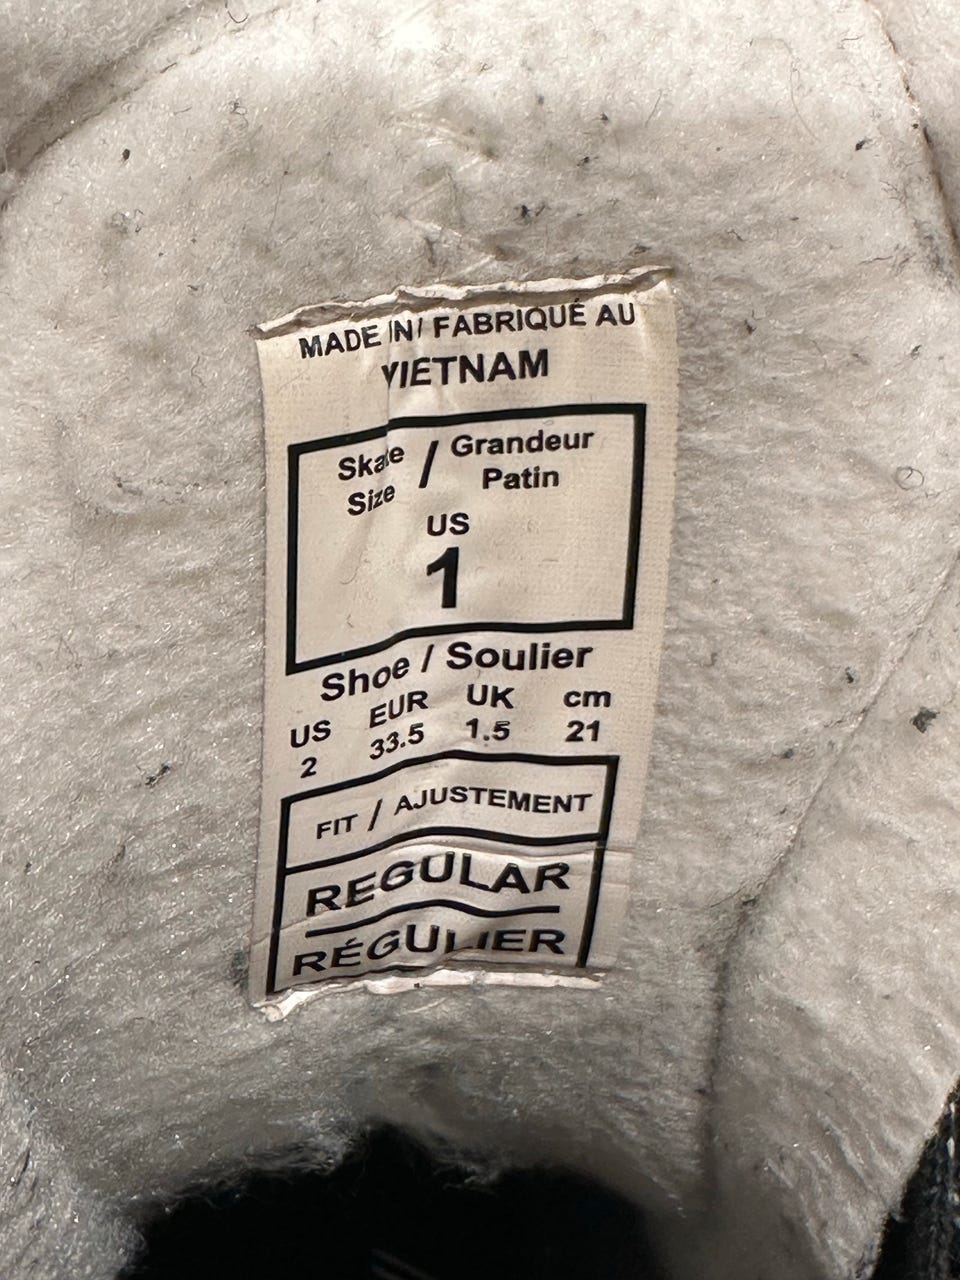 MADE IN/ FABRIQUÉ AU
VIETNAM
Skate Size / Grandeur Patin
US
1
Shoe / Soulier
US EUR UK cm
2 33.5 1.5 21
FIT / AJUSTEMENT
REGULAR
RÉGULIER